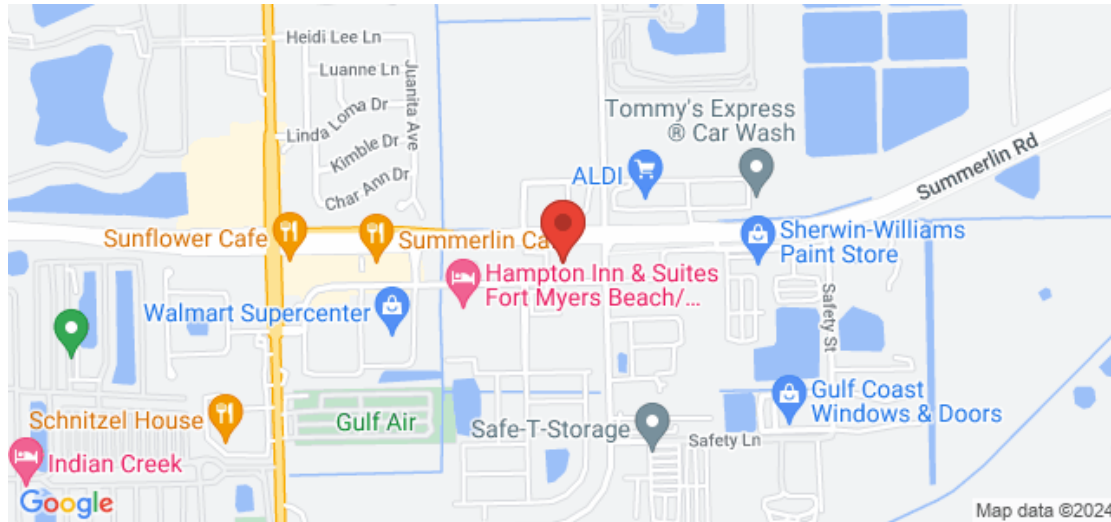 Heidi Lee Ln
Luanne Ln
Juanita Ave
Linda Loma Dr
Kimble Dr
Char Ann Dr
Tommy's Express
® Car Wash
ALDI
Summerlin Rd
Sunflower Cafe
Summerlin Ca
Sherwin-Williams
Paint Store
Hampton Inn & Suites
Fort Myers Beach/...
Walmart Supercenter
Safety St
Schnitzel House
Gulf Air
Safe-T-Storage
Gulf Coast
Windows & Doors
Safety Ln
Indian Creek
Google
Map data ©2024